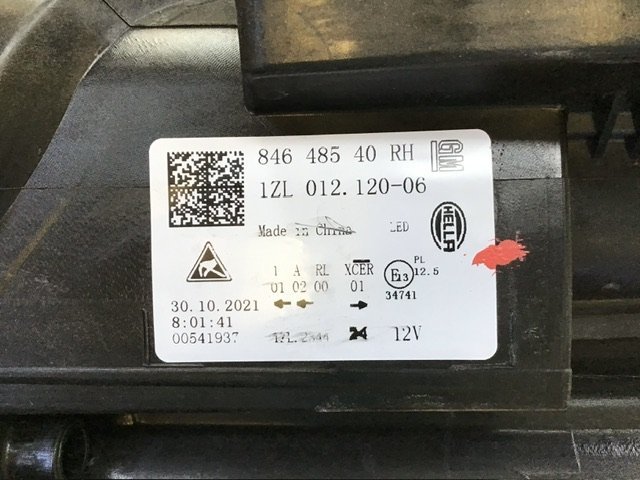 846 485 40 RH GM
1ZL 012.120-06
Made in China LED HELLA
1 A RL XCER PL
01 02 00 01 E13 12.5
34741
30.10.2021
8:01:41
00541937 12V